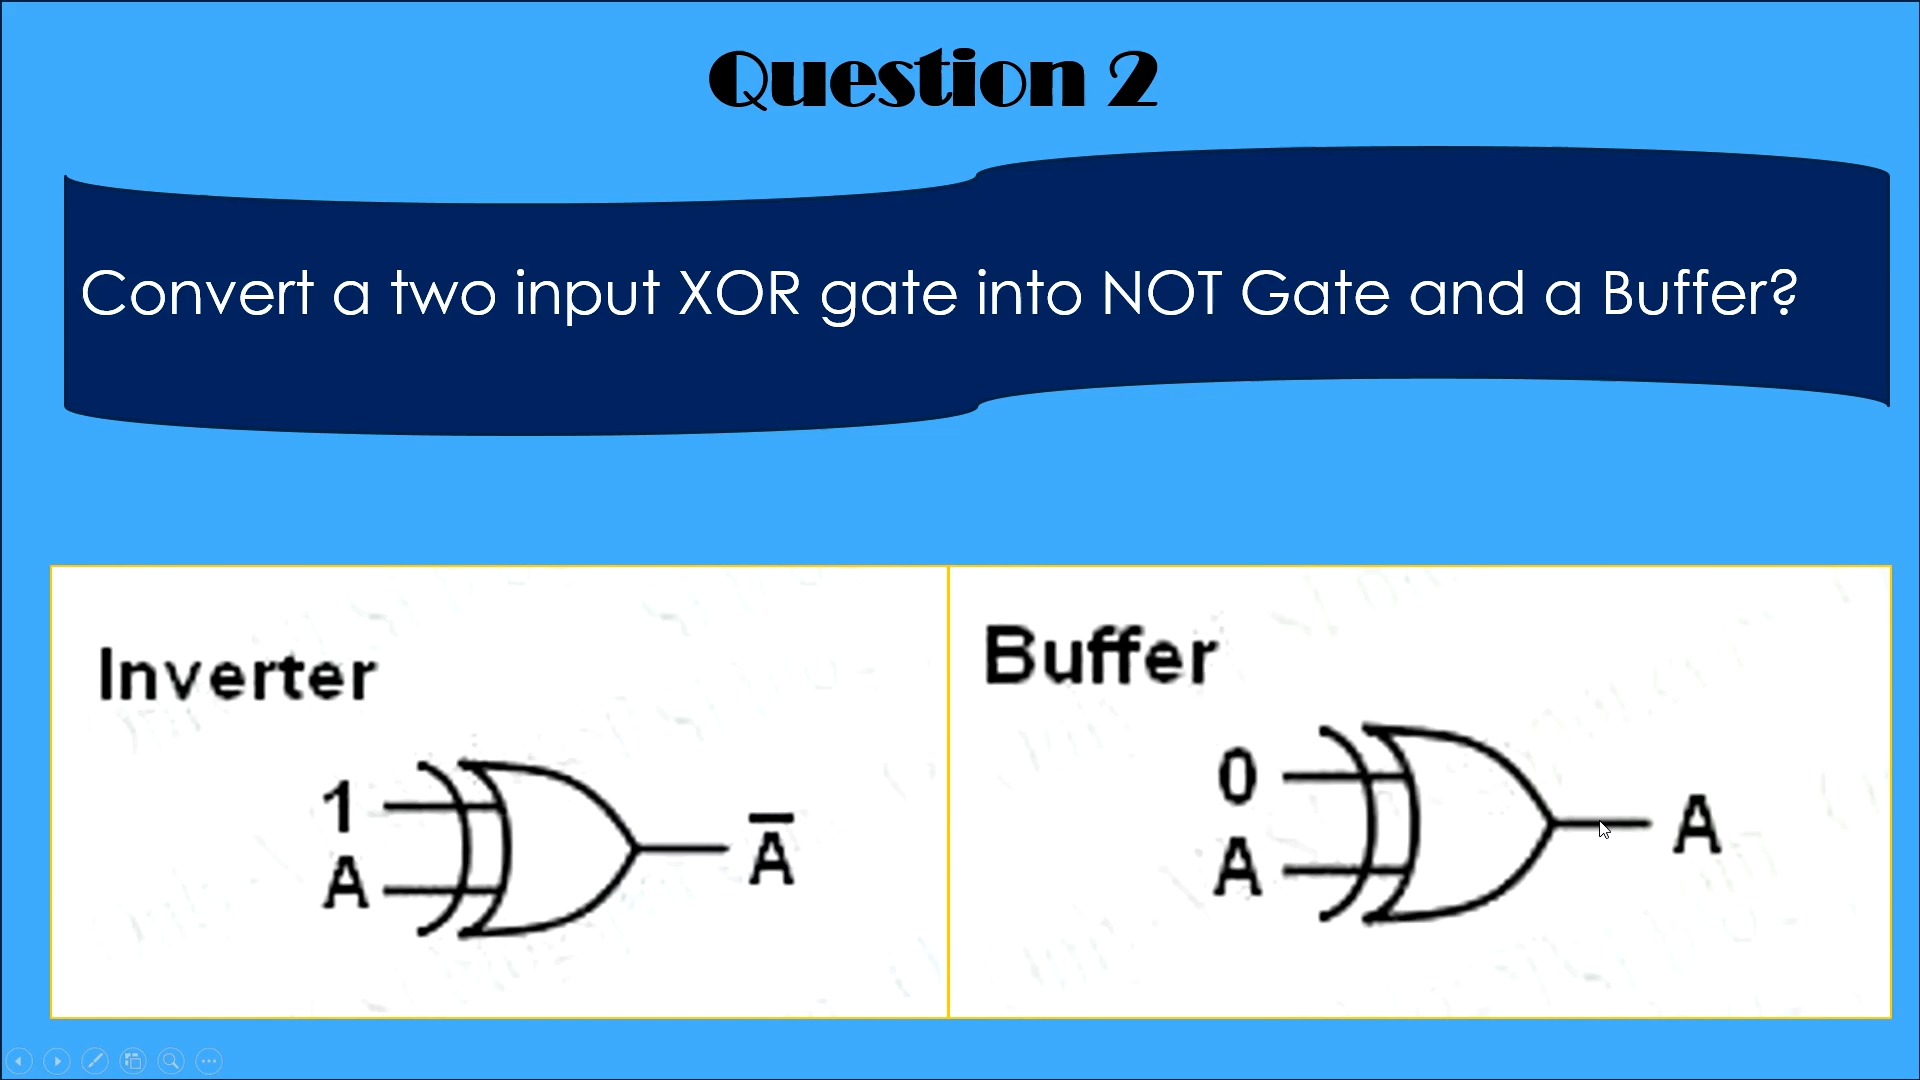 Question 2
Convert a two input XOR gate into NOT Gate and a Buffer?
Inverter
1
A
A̅
Buffer
0
A
A